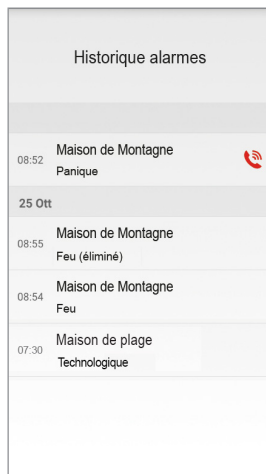 Historique alarmes
08:52
Maison de Montagne
Panique
25 Ott
08:55
Maison de Montagne
Feu (éliminé)
08:54
Maison de Montagne
Feu
07:30
Maison de plage
Technologique